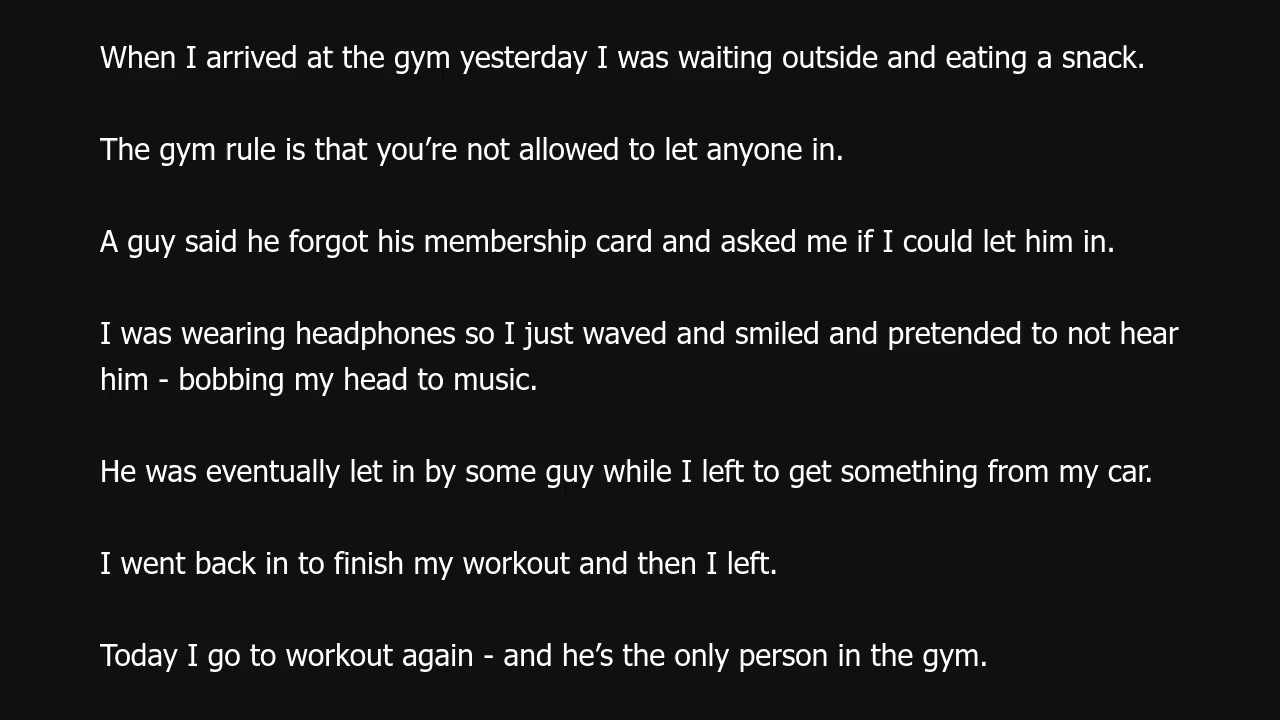 When I arrived at the gym yesterday I was waiting outside and eating a snack.
The gym rule is that you’re not allowed to let anyone in.
A guy said he forgot his membership card and asked me if I could let him in.
I was wearing headphones so I just waved and smiled and pretended to not hear
him - bobbing my head to music.
He was eventually let in by some guy while I left to get something from my car.
I went back in to finish my workout and then I left.
Today I go to workout again - and he’s the only person in the gym.